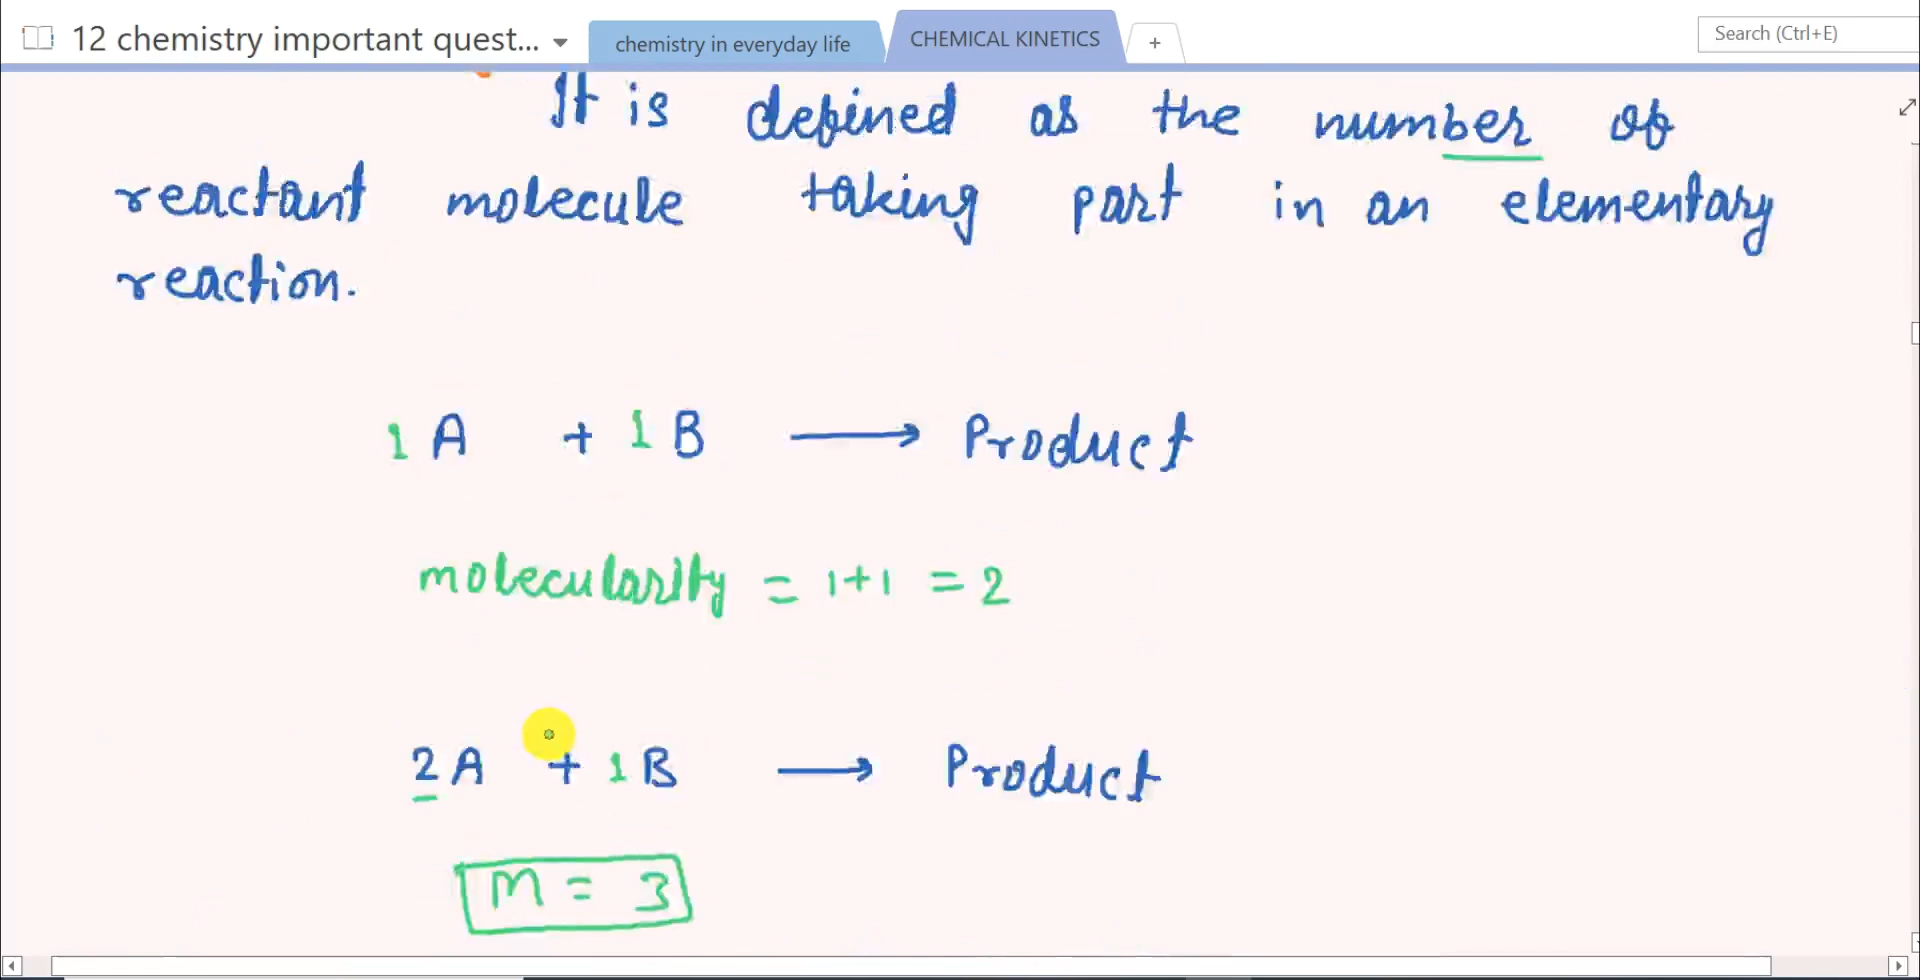 12 chemistry important quest...
chemistry in everyday life
CHEMICAL KINETICS
+
Search (Ctrl+E)
It is defined as the number of
reactant molecule taking part in an elementary
reaction.
1 A + 1 B ⟶ Product
molecularity = 1+1 = 2
2 A + 1 B ⟶ Product
M = 3